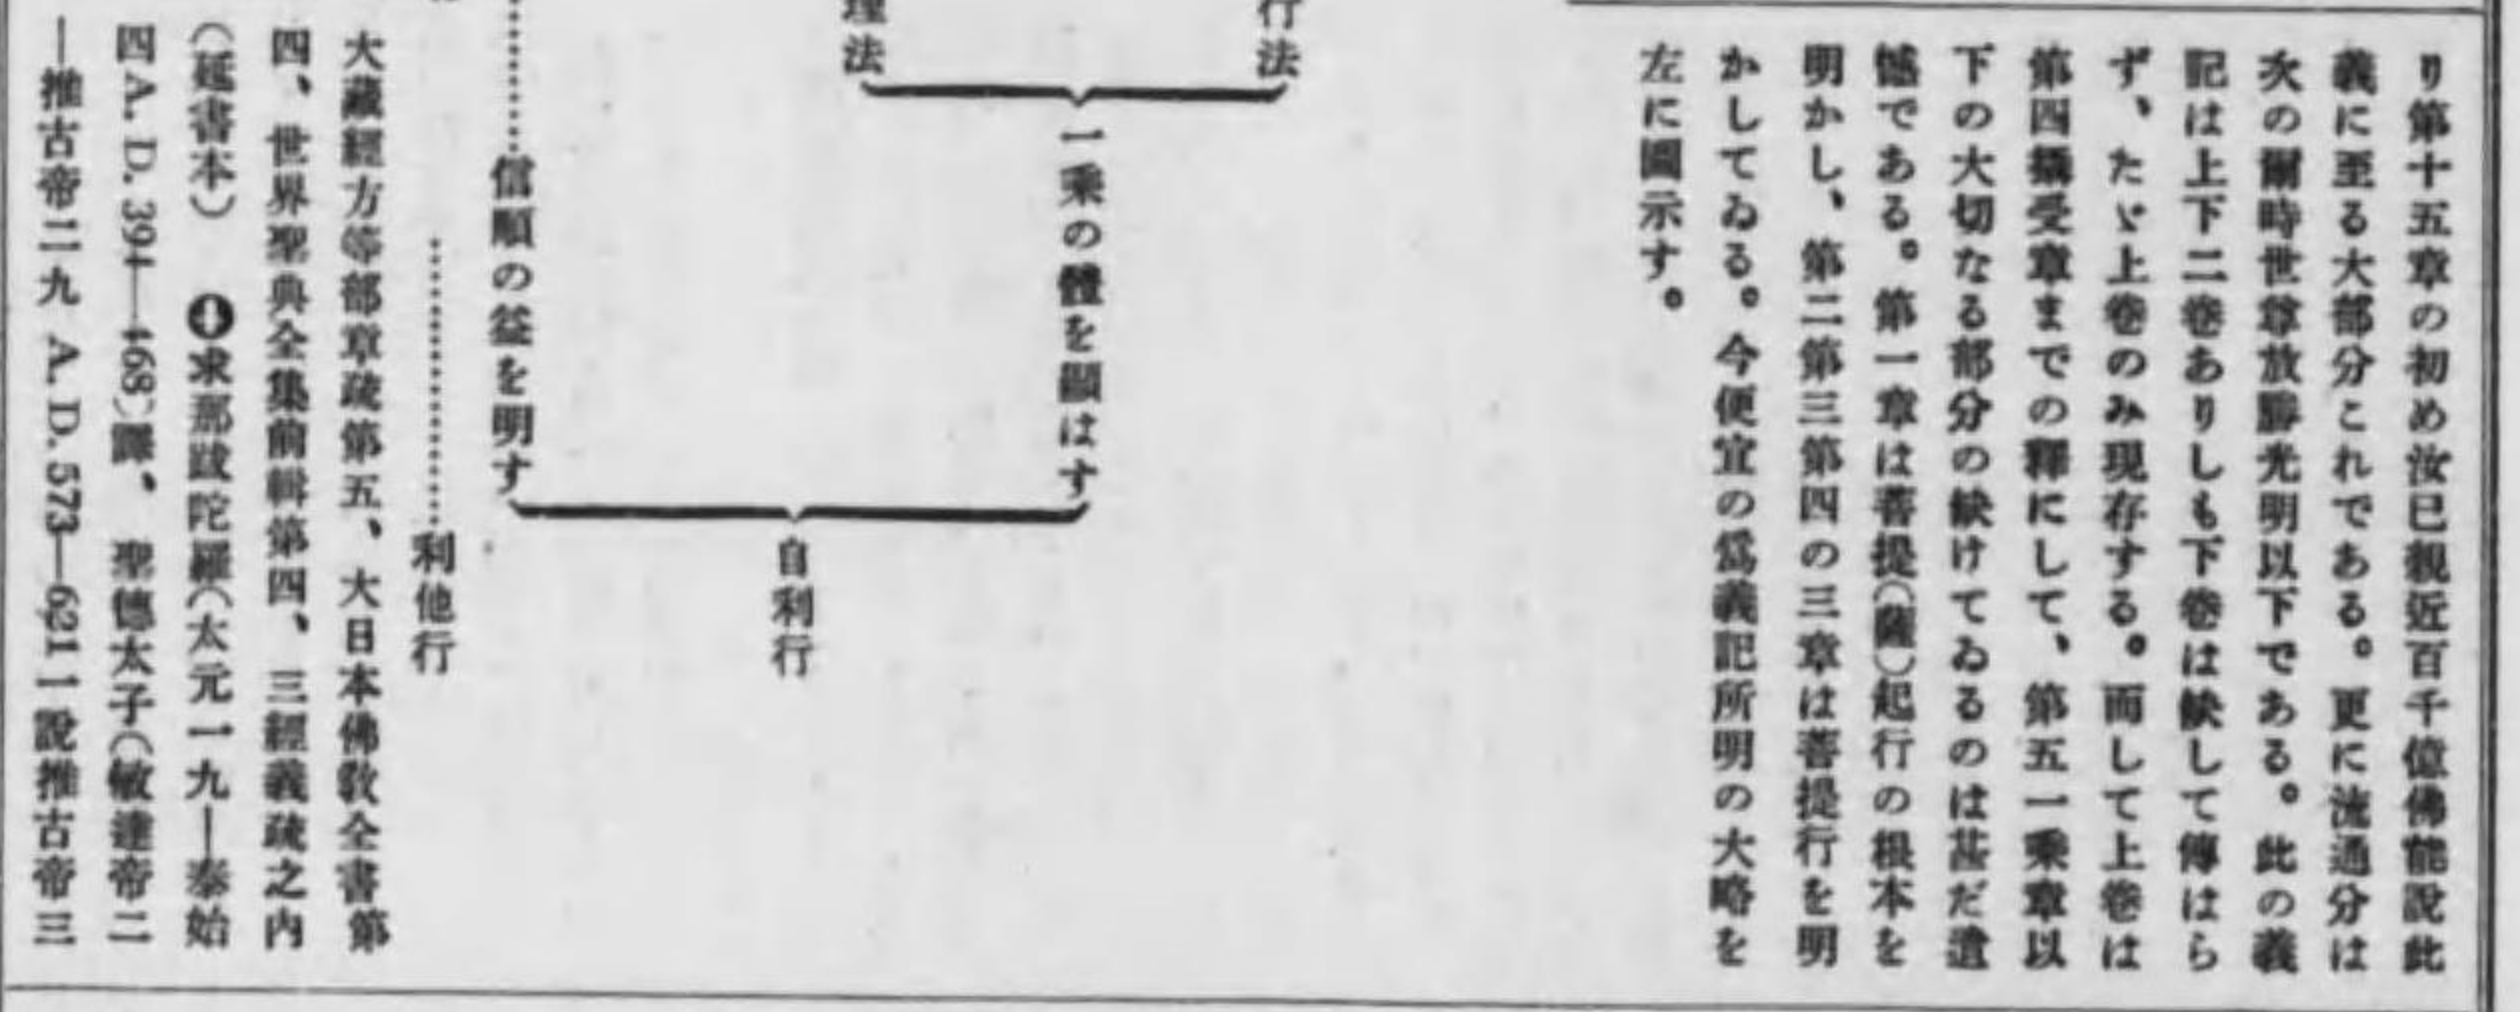 リ第十五章の初め汝已親近百千億佛能說此
義に至る大部分これである。更に流通分は
次の爾時世尊放勝光明以下である。此の義
記は上下二卷ありしも下卷は缺して傳はら
ず、たゞ上卷のみ現存する。而して上卷は
第四攝受章までの釋にして、第五一乘章以
下の大切なる部分の缺けてゐるのは甚だ遺
憾である。第一章は菩提(薩)起行の根本を
明かし、第二第三第四の三章は菩提行を明
かしてゐる。今便宜の爲義記所明の大略を
左に圖示す。
行法
理法
一乘の體を顯はす
信順の益を明す
自利行
利他行
大藏經方等部章疏第五、大日本佛敎全書第
四、世界聖典全集前輯第四、三經義疏之内
(延書本) ❶求那跋陀羅(太元一九—泰始
四 A. D. 394—468)譯、聖德太子(敏達帝二
—推古帝二九 A. D. 573—621 一說推古帝三